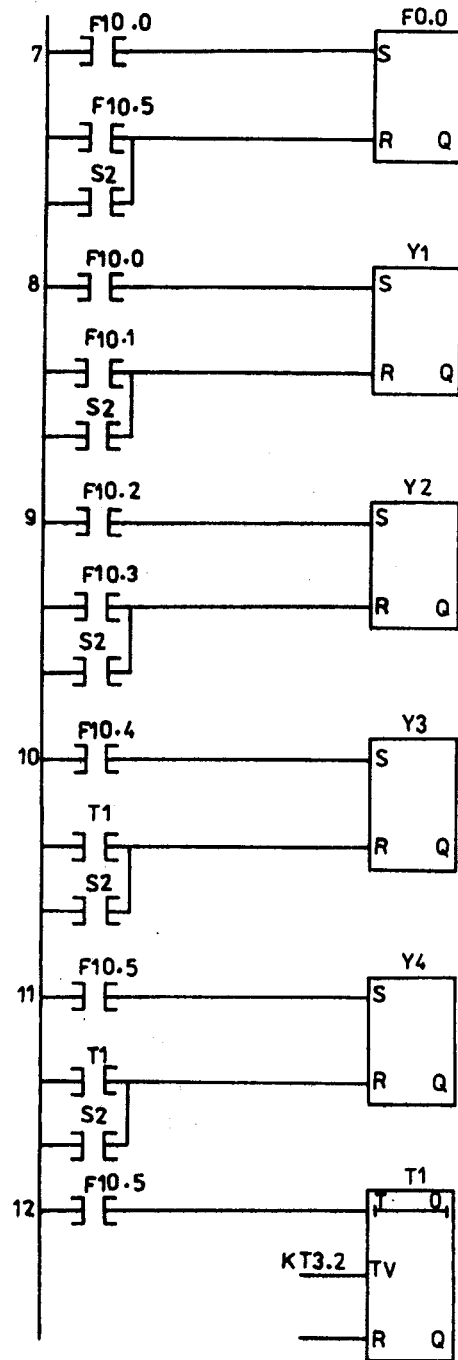 F10.0 F0.0
7 S
F10.5
R Q
S2
F10.0 Y1
8 S
F10.1
R Q
S2
F10.2 Y2
9 S
F10.3
R Q
S2
F10.4 Y3
10 S
T1
R Q
S2
F10.5 Y4
11 S
T1
R Q
S2
F10.5 T1
12 T 0
KT3.2 TV
R Q